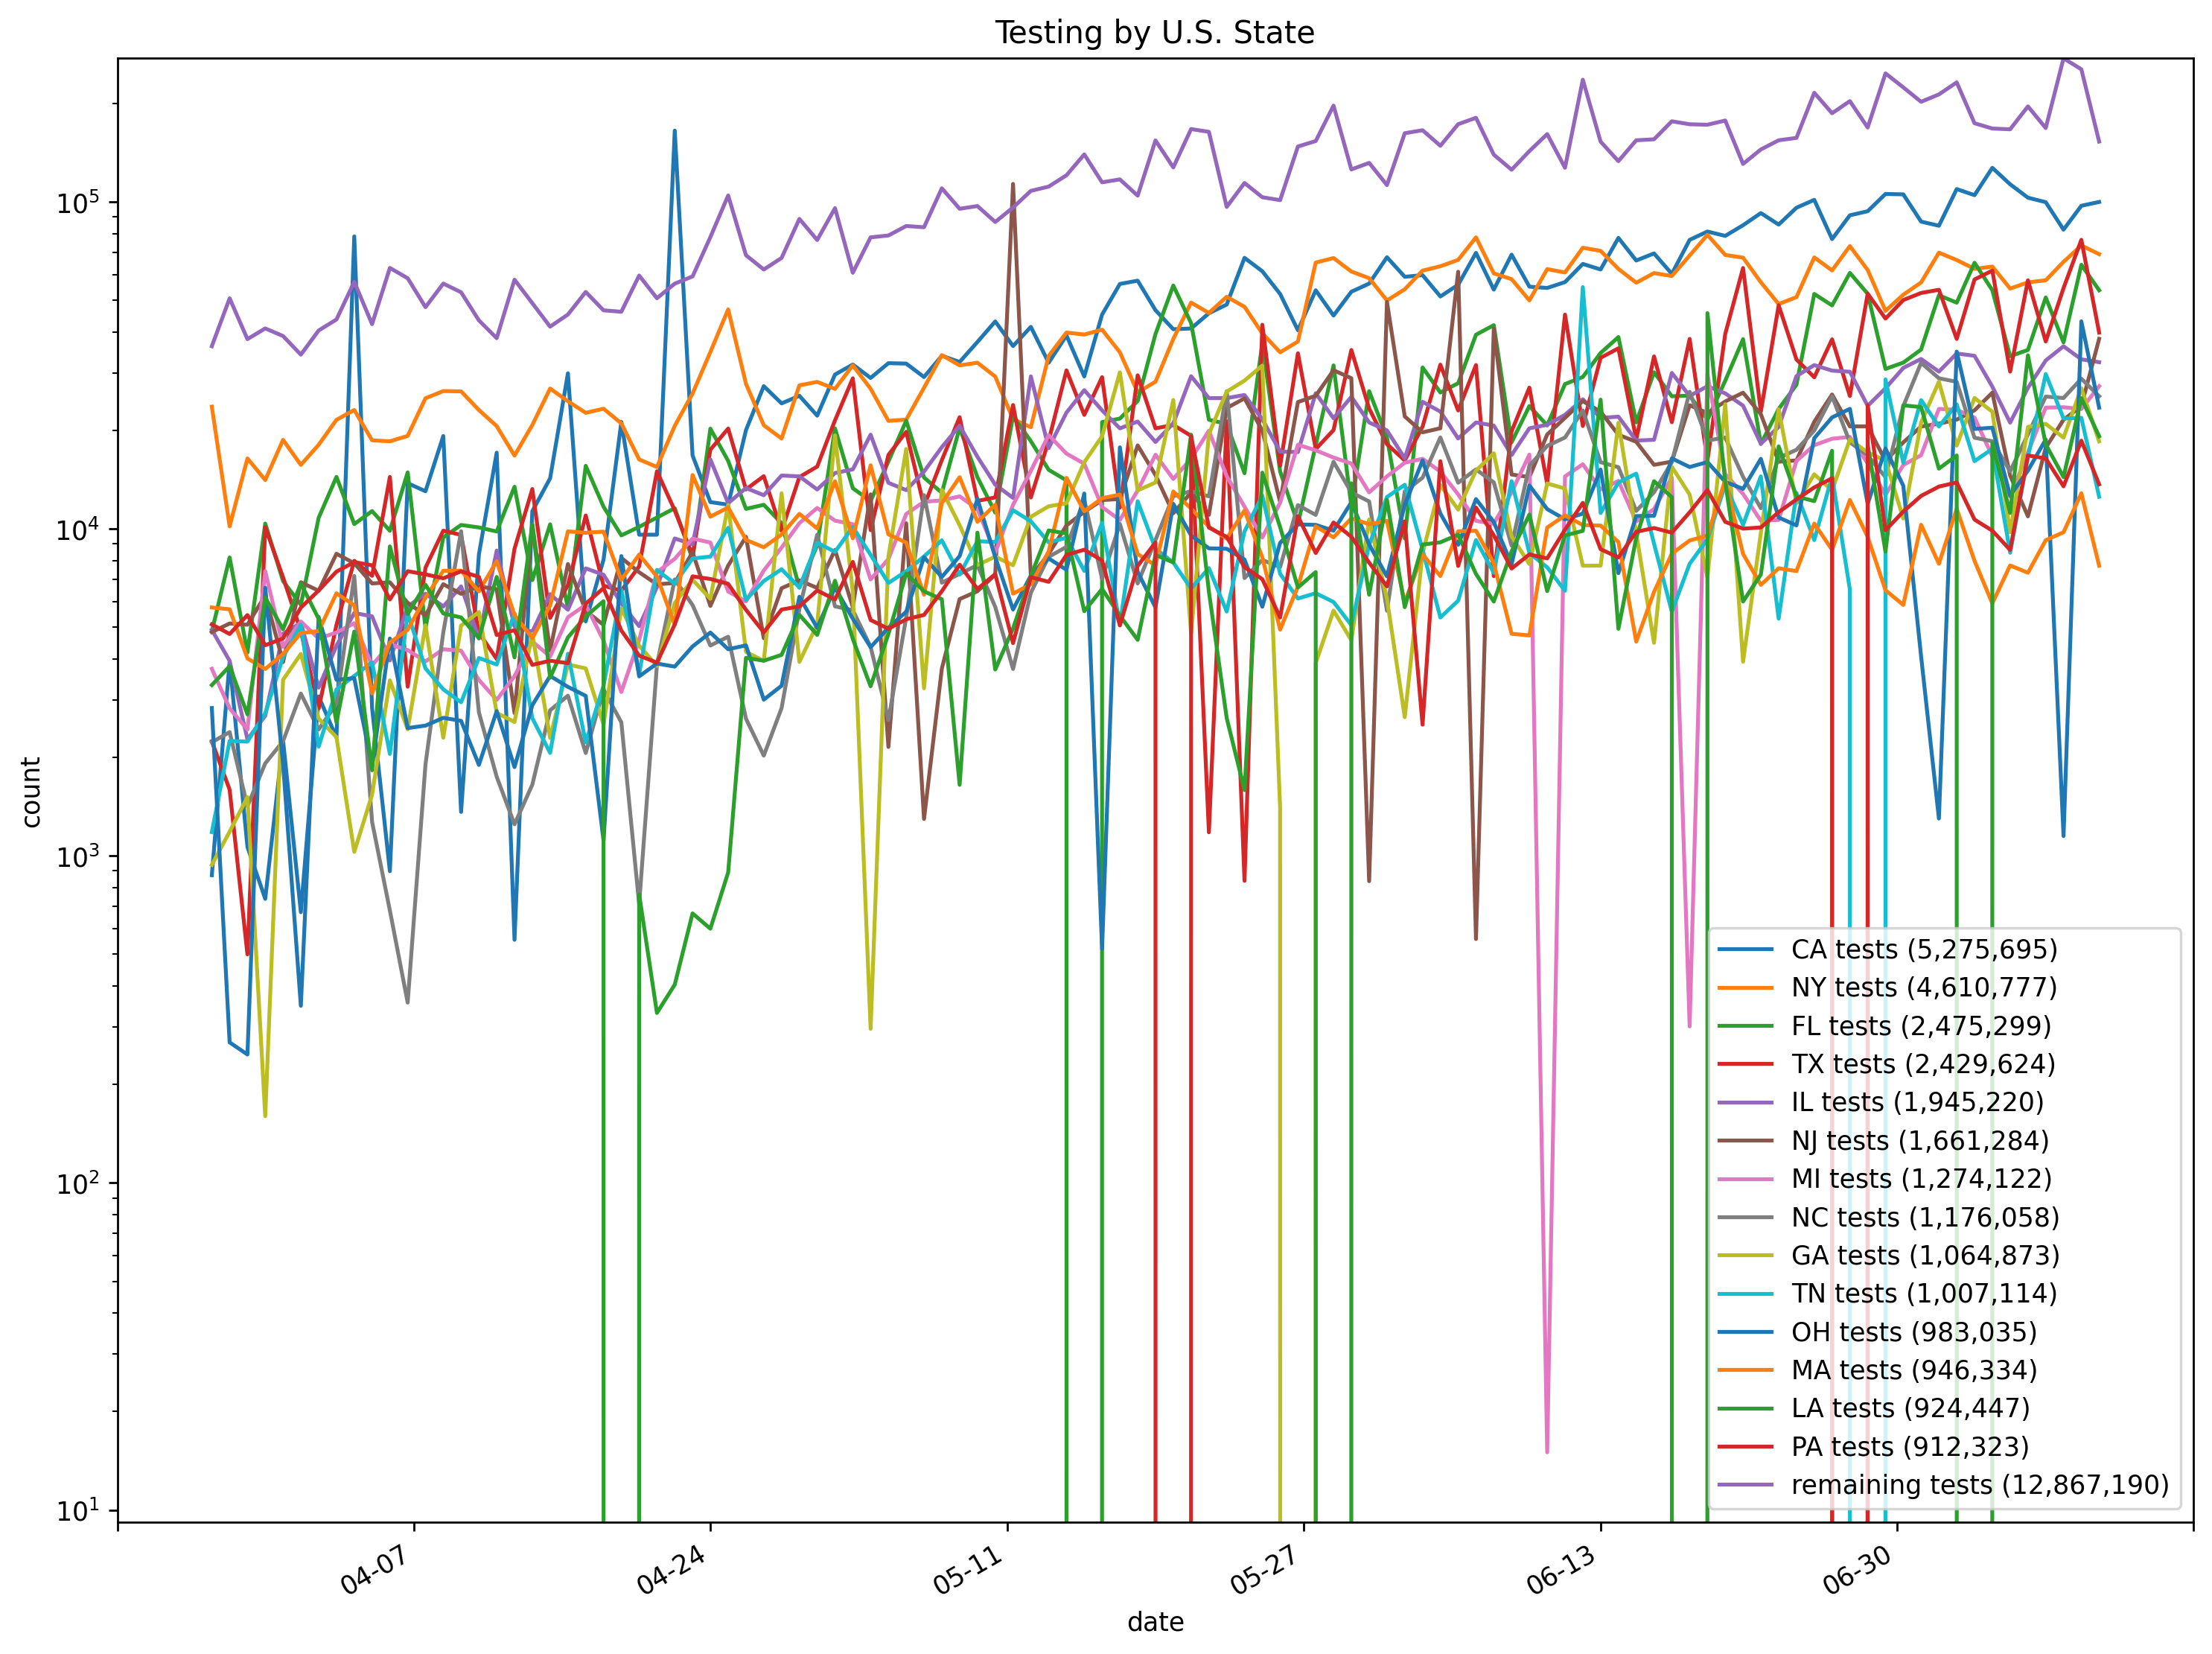 Testing by U.S. State
count
10^5
10^4
10^3
10^2
10^1
CA tests (5,275,695)
NY tests (4,610,777)
FL tests (2,475,299)
TX tests (2,429,624)
IL tests (1,945,220)
NJ tests (1,661,284)
MI tests (1,274,122)
NC tests (1,176,058)
GA tests (1,064,873)
TN tests (1,007,114)
OH tests (983,035)
MA tests (946,334)
LA tests (924,447)
PA tests (912,323)
remaining tests (12,867,190)
04-07
04-24
05-11
05-27
06-13
06-30
date